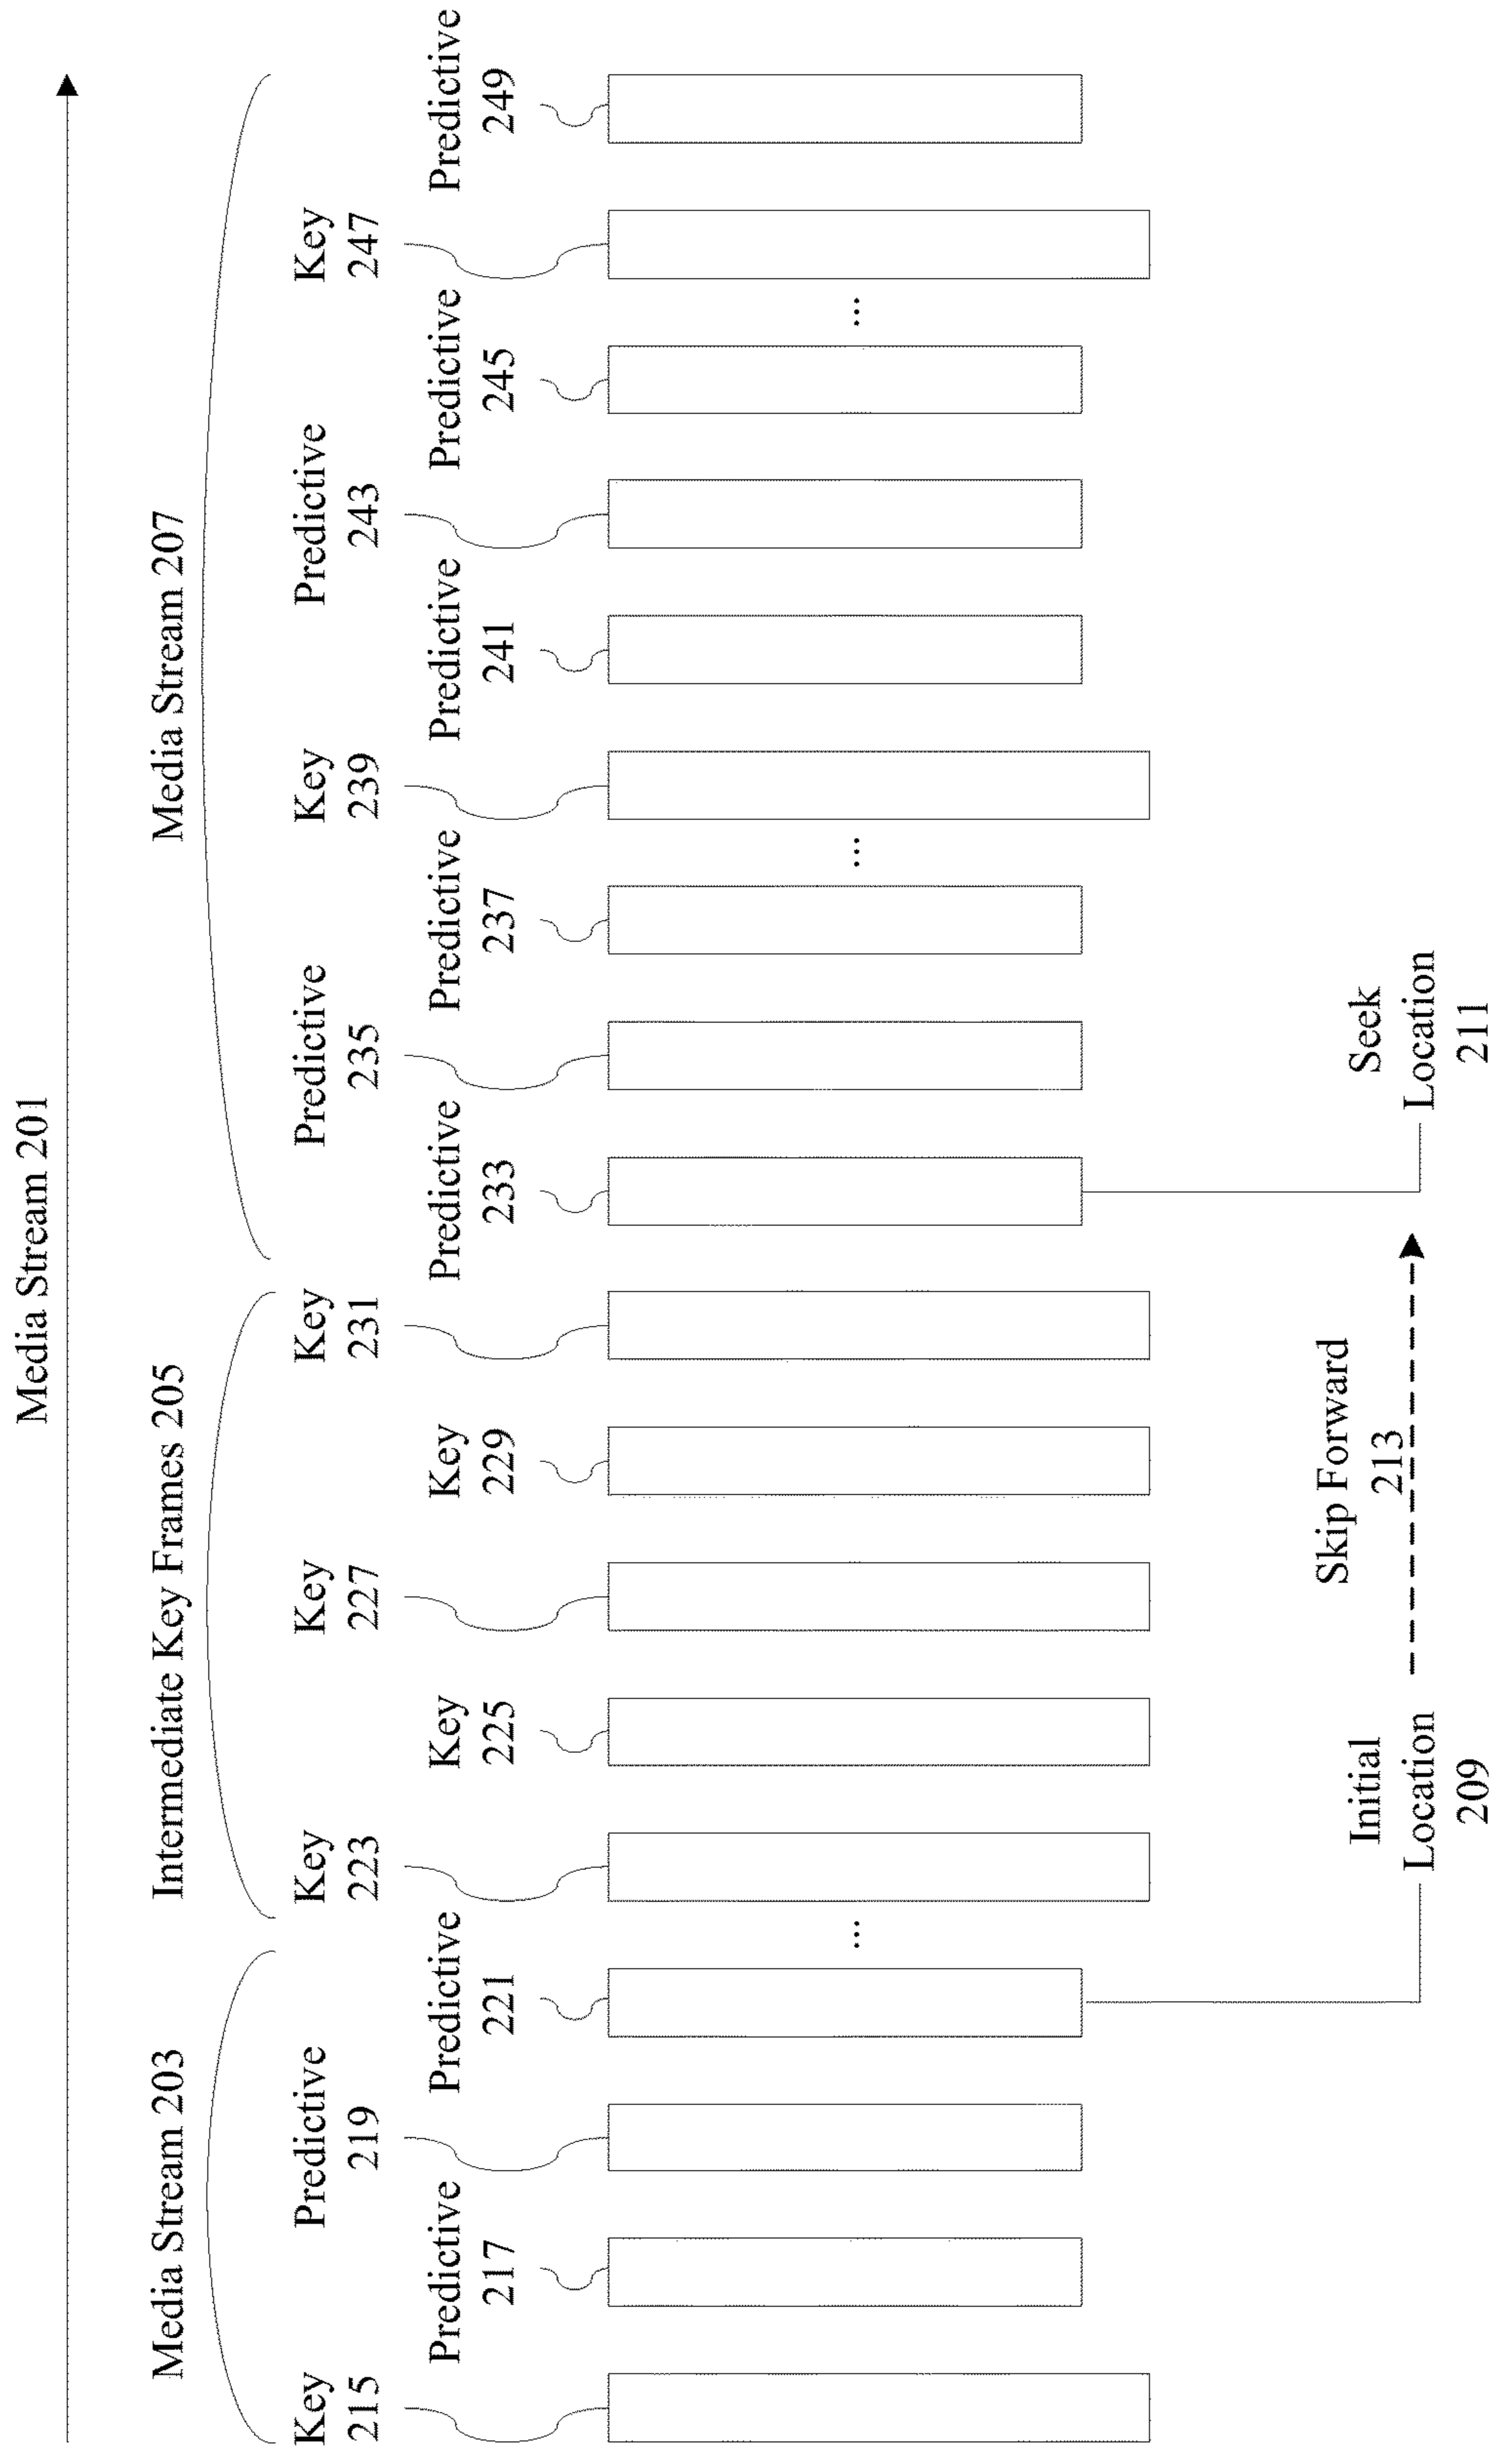 Media Stream 201
Media Stream 203
Intermediate Key Frames 205
Media Stream 207
Key
215
Predictive
217
Predictive
219
Predictive
221
...
Key
223
Key
225
Key
227
Key
229
Key
231
Predictive
233
Predictive
235
Predictive
237
...
Key
239
Predictive
241
Predictive
243
Predictive
245
...
Key
247
Predictive
249
Initial
Location
209
Skip Forward
213
Seek
Location
211